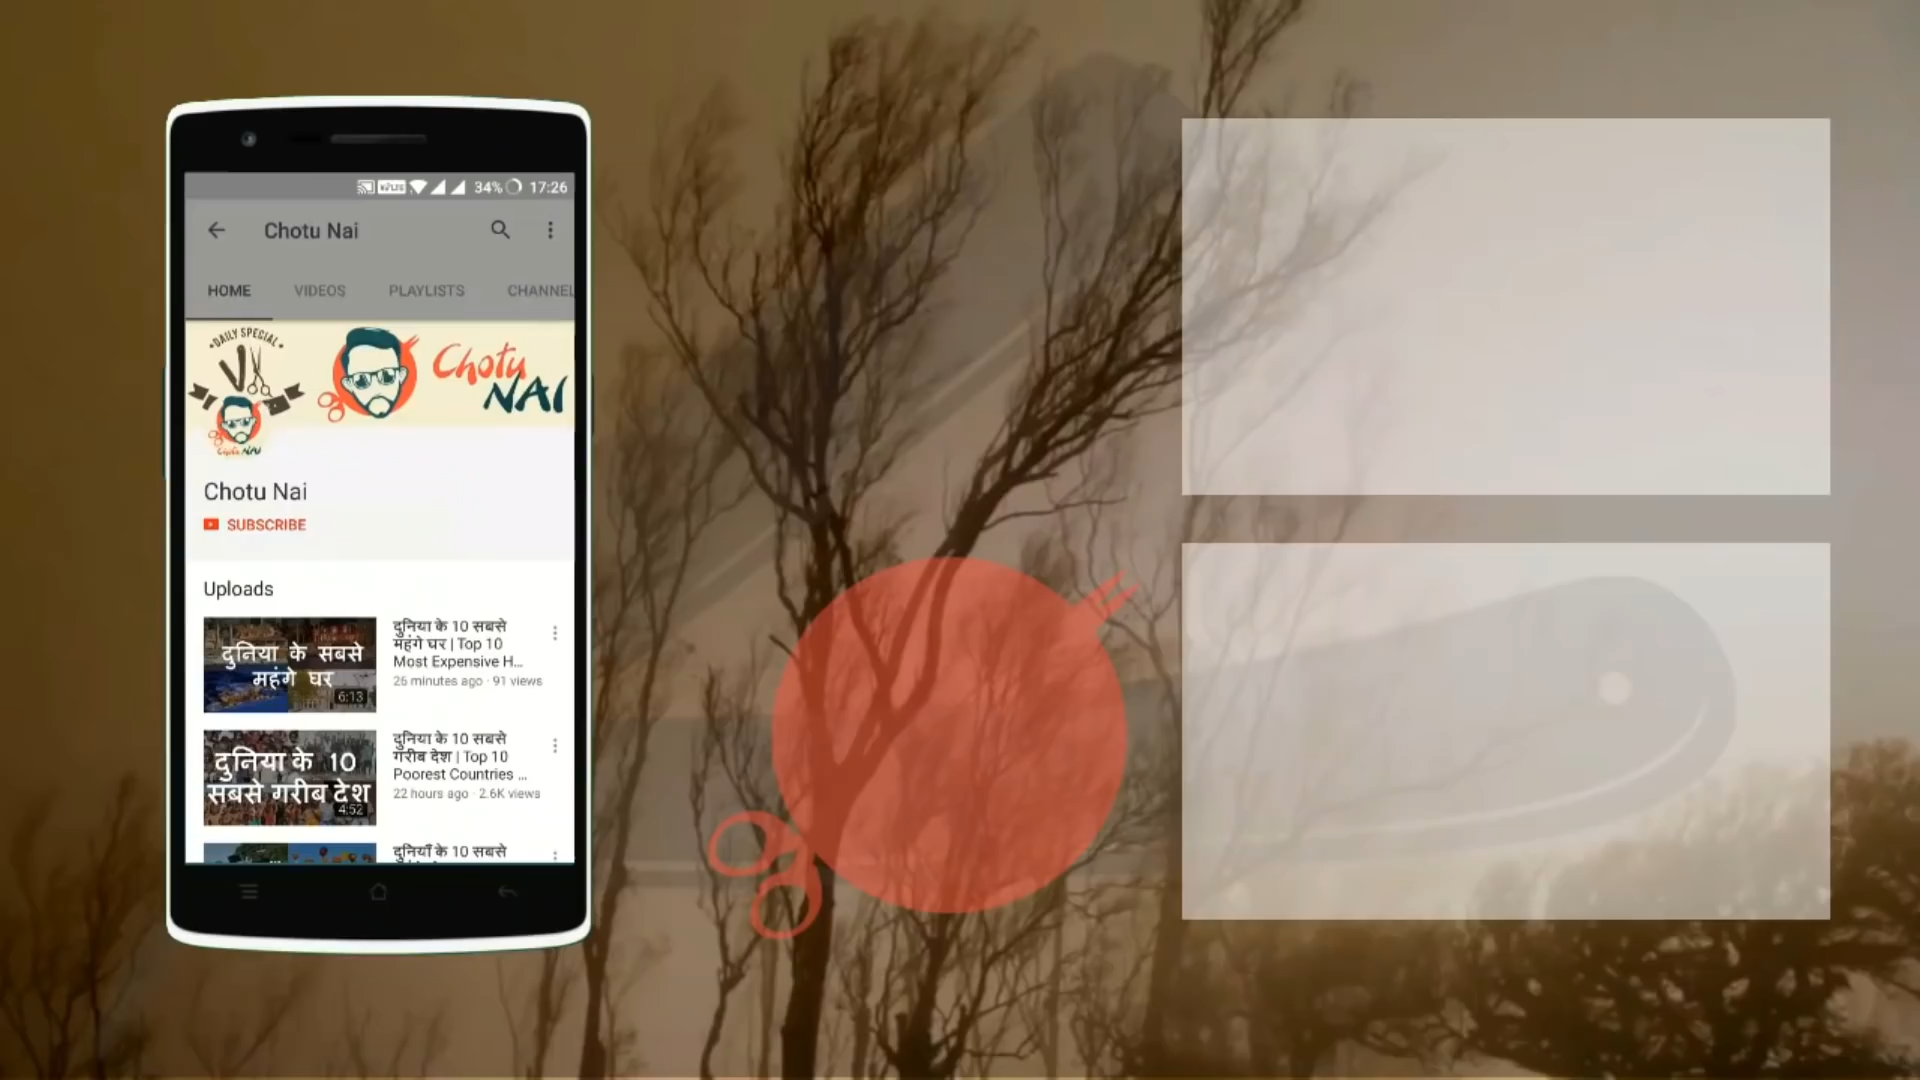 34% 17:26
Chotu Nai
HOME VIDEOS PLAYLISTS CHANNEL
DAILY SPECIAL
Chotu
NAI
Chotu NAI
Chotu Nai
SUBSCRIBE
Uploads
दुनिया के सबसे
महंगे घर
6:13
दुनिया के 10 सबसे
महंगे घर | Top 10
Most Expensive H...
26 minutes ago · 91 views
दुनिया के 10
सबसे गरीब देश
4:52
दुनिया के 10 सबसे
गरीब देश | Top 10
Poorest Countries ...
22 hours ago · 2.6K views
दुनियाँ के 10 सबसे